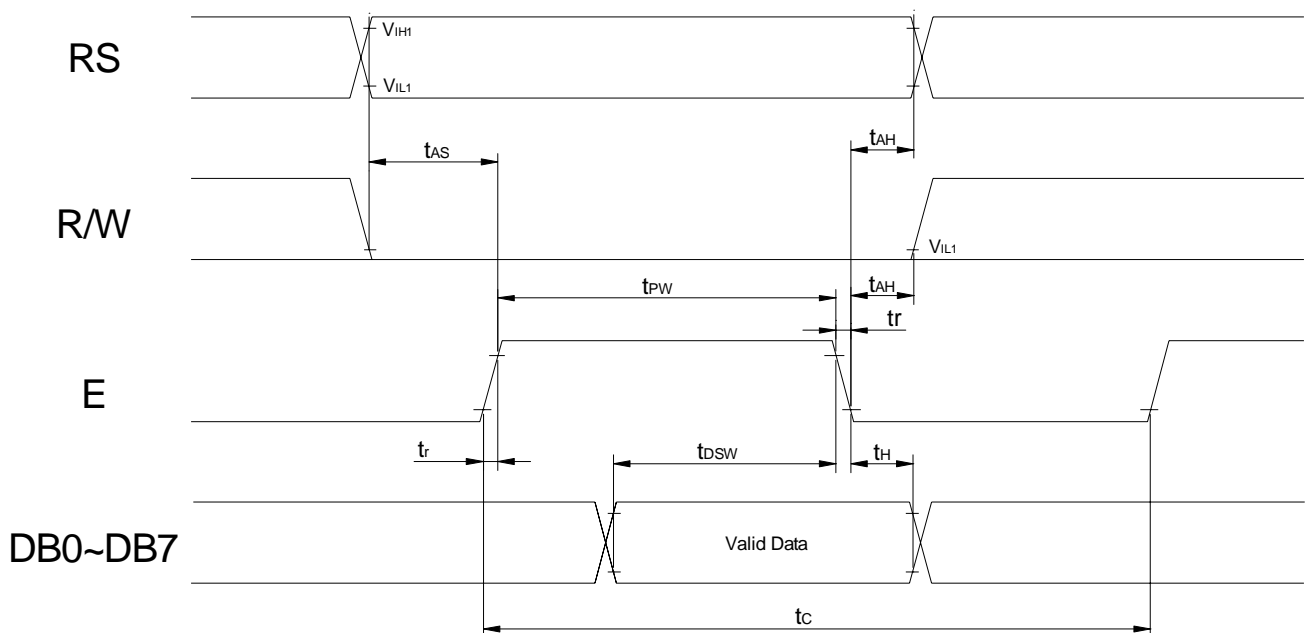 RS
VIH1
VIL1
tAS
tAH
R/W
VIL1
tPW
tAH
tr
E
tr
tDSW
tH
DB0~DB7
Valid Data
tC